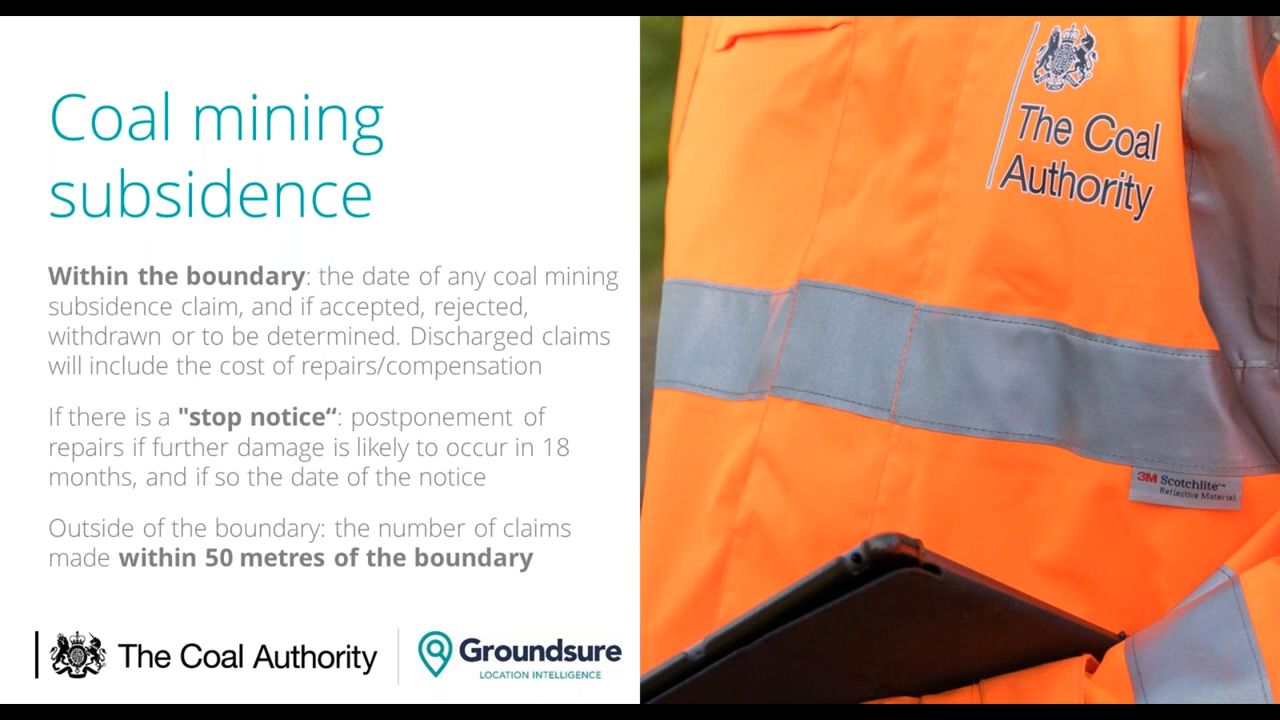 Coal mining
subsidence
Within the boundary: the date of any coal mining
subsidence claim, and if accepted, rejected,
withdrawn or to be determined. Discharged claims
will include the cost of repairs/compensation
If there is a "stop notice“: postponement of
repairs if further damage is likely to occur in 18
months, and if so the date of the notice
Outside of the boundary: the number of claims
made within 50 metres of the boundary
The Coal Authority
Groundsure
LOCATION INTELLIGENCE
The Coal
Authority
3M Scotchlite™
Reflective Material